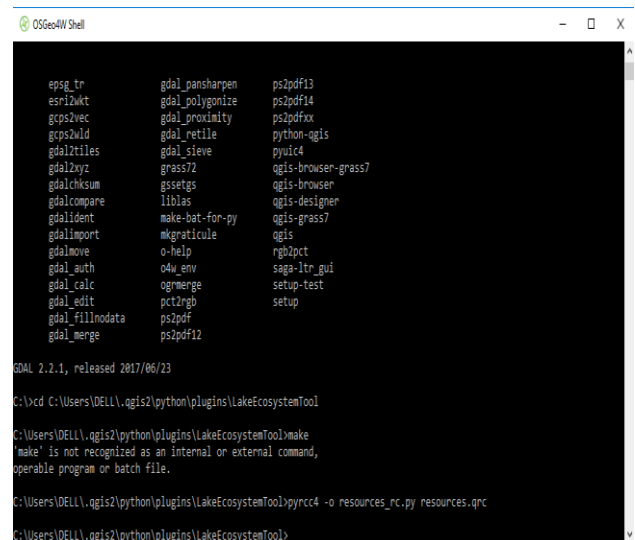 OSGeo4W Shell
epsg_tr gdal_pansharpen ps2pdf13
esri2wkt gdal_polygonize ps2pdf14
gcps2vec gdal_proximity ps2pdfxx
gcps2wld gdal_retile python-qgis
gdal2tiles gdal_sieve pyuic4
gdal2xyz grass72 qgis-browser-grass7
gdalchksum gssetgs qgis-browser
gdalcompare liblas qgis-designer
gdalident make-bat-for-py qgis-grass7
gdalimport mkgraticule qgis
gdalmove o-help rgb2pct
gdal_auth o4w_env saga-ltr_gui
gdal_calc ogrmerge setup-test
gdal_edit pct2rgb setup
gdal_fillnodata ps2pdf
gdal_merge ps2pdf12
GDAL 2.2.1, released 2017/06/23
C:\>cd C:\Users\DELL\.qgis2\python\plugins\LakeEcosystemTool
C:\Users\DELL\.qgis2\python\plugins\LakeEcosystemTool>make
'make' is not recognized as an internal or external command,
operable program or batch file.
C:\Users\DELL\.qgis2\python\plugins\LakeEcosystemTool>pyrcc4 -o resources_rc.py resources.qrc
C:\Users\DELL\.qgis2\python\plugins\LakeEcosystemTool>